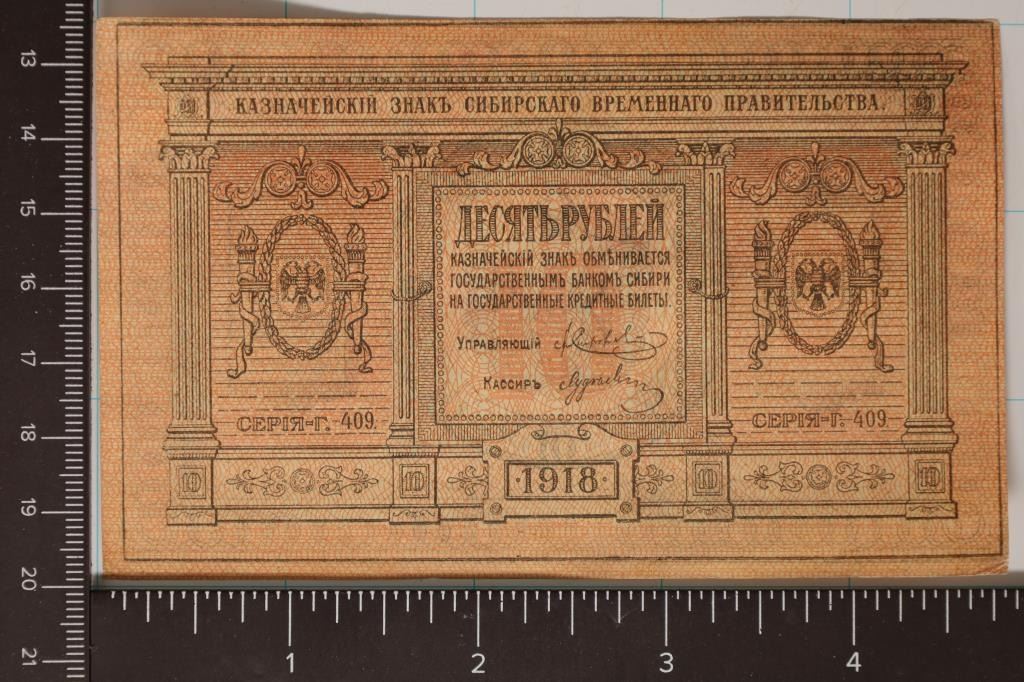 КАЗНАЧЕЙСКІЙ ЗНАКЪ СИБИРСКАГО ВРЕМЕННАГО ПРАВИТЕЛЬСТВА.
ДЕСЯТЬ РУБЛЕЙ
КАЗНАЧЕЙСКІЙ ЗНАКЪ ОБМѢНИВАЕТСЯ
ГОСУДАРСТВЕННЫМЪ БАНКОМЪ СИБИРИ
НА ГОСУДАРСТВЕННЫЕ КРЕДИТНЫЕ БИЛЕТЫ.
10
УПРАВЛЯЮЩІЙ
КАССИРЪ
СЕРІЯ-Г. 409.
СЕРІЯ-Г. 409.
10 10 1918 10 10
13
14
15
16
17
18
19
20
21
1 2 3 4